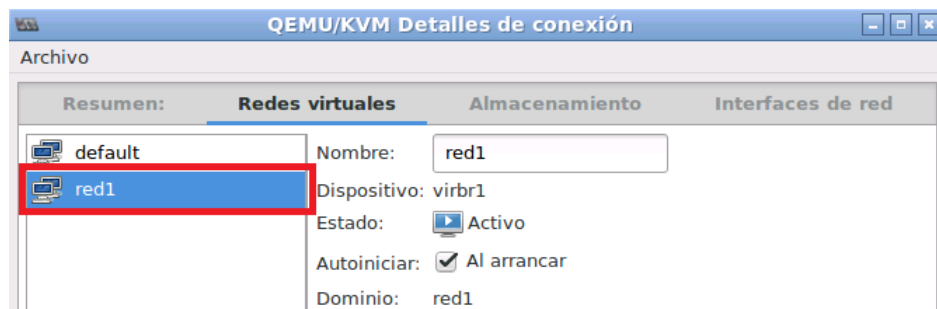 QEMU/KVM Detalles de conexión
Archivo
Resumen: Redes virtuales Almacenamiento Interfaces de red
default
red1
Nombre: red1
Dispositivo: virbr1
Estado: Activo
Autoiniciar: Al arrancar
Dominio: red1